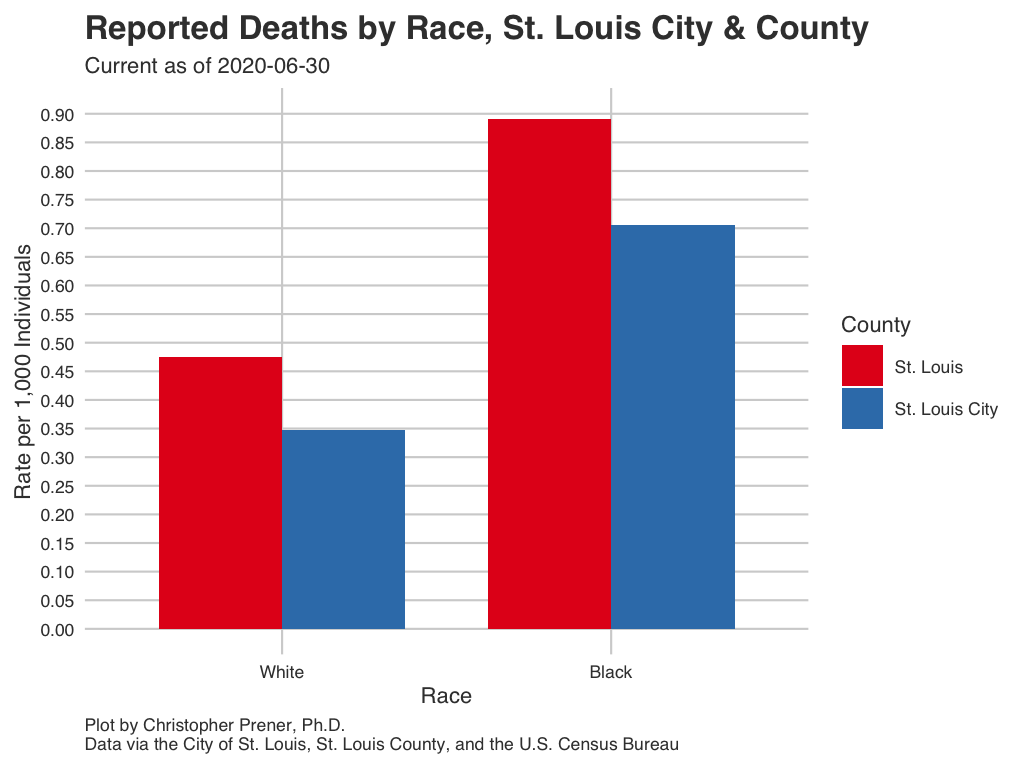 Reported Deaths by Race, St. Louis City & County
Current as of 2020-06-30
Rate per 1,000 Individuals
0.90
0.85
0.80
0.75
0.70
0.65
0.60
0.55
0.50
0.45
0.40
0.35
0.30
0.25
0.20
0.15
0.10
0.05
0.00
White
Black
Race
County
St. Louis
St. Louis City
Plot by Christopher Prener, Ph.D.
Data via the City of St. Louis, St. Louis County, and the U.S. Census Bureau